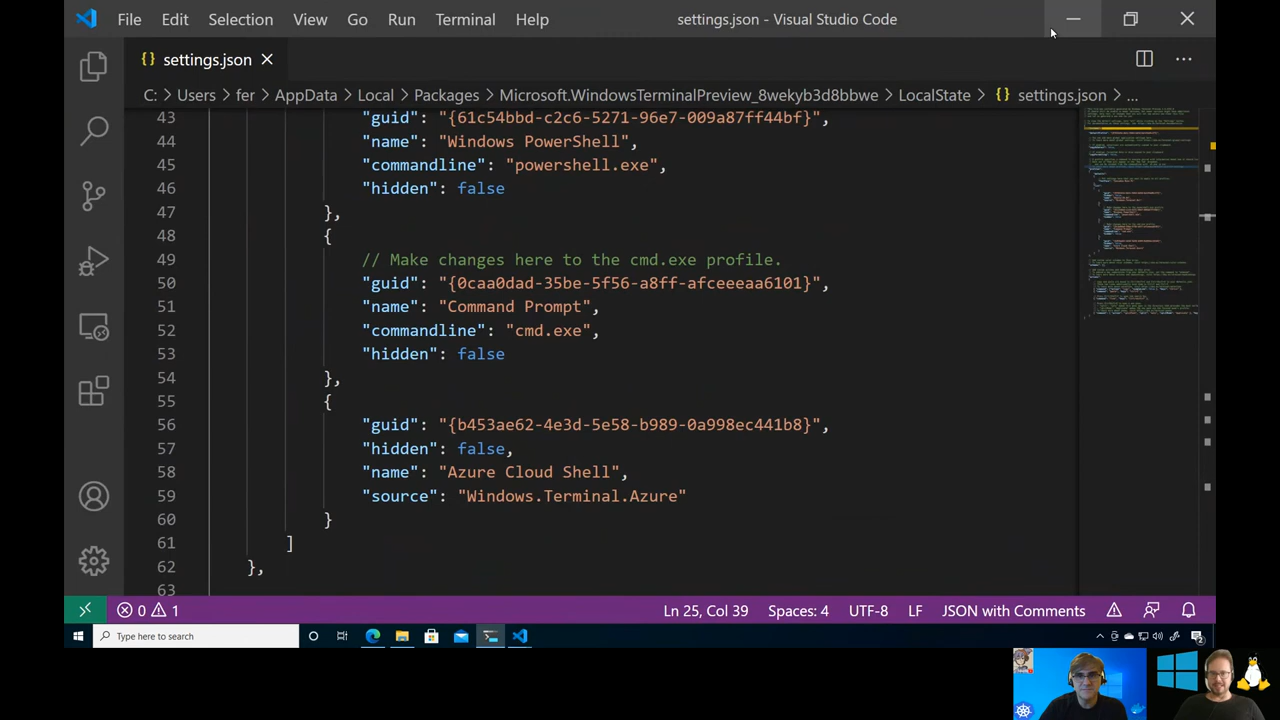 File Edit Selection View Go Run Terminal Help settings.json - Visual Studio Code
{} settings.json
C: > Users > fer > AppData > Local > Packages > Microsoft.WindowsTerminalPreview_8wekyb3d8bbwe > LocalState > {} settings.json > ...
43 "guid": "{61c54bbd-c2c6-5271-96e7-009a87ff44bf}",
44 "name": "Windows PowerShell",
45 "commandline": "powershell.exe",
46 "hidden": false
47 },
48 {
49 // Make changes here to the cmd.exe profile.
50 "guid": "{0caa0dad-35be-5f56-a8ff-afceeeaa6101}",
51 "name": "Command Prompt",
52 "commandline": "cmd.exe",
53 "hidden": false
54 },
55 {
56 "guid": "{b453ae62-4e3d-5e58-b989-0a998ec441b8}",
57 "hidden": false,
58 "name": "Azure Cloud Shell",
59 "source": "Windows.Terminal.Azure"
60 }
61 ]
62 },
63
0 1 Ln 25, Col 39 Spaces: 4 UTF-8 LF JSON with Comments
Type here to search